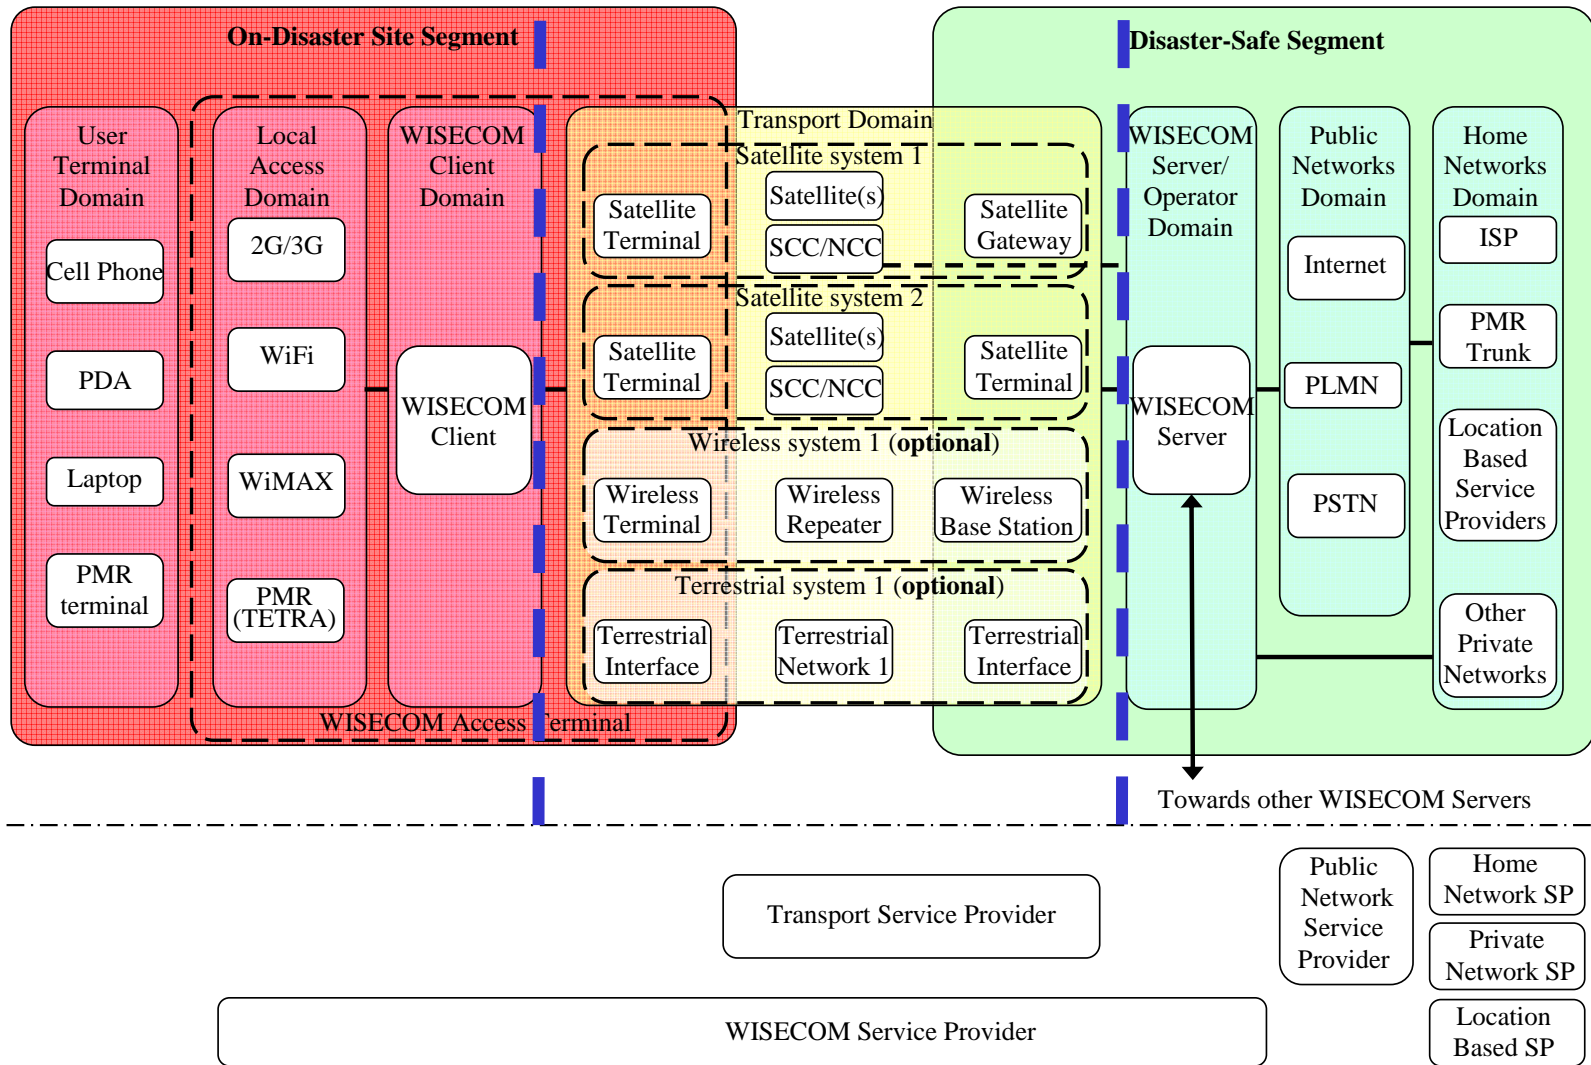 On-Disaster Site Segment
Disaster-Safe Segment
User
Terminal
Domain
Cell Phone
PDA
Laptop
PMR
terminal
Local
Access
Domain
2G/3G
WiFi
WiMAX
PMR
(TETRA)
WISECOM
Client
Domain
WISECOM
Client
WISECOM Access Terminal
Transport Domain
Satellite system 1
Satellite
Terminal
Satellite(s)
SCC/NCC
Satellite
Gateway
Satellite system 2
Satellite
Terminal
Satellite(s)
SCC/NCC
Satellite
Terminal
Wireless system 1 (optional)
Wireless
Terminal
Wireless
Repeater
Wireless
Base Station
Terrestrial system 1 (optional)
Terrestrial
Interface
Terrestrial
Network 1
Terrestrial
Interface
WISECOM
Server/
Operator
Domain
WISECOM
Server
Public
Networks
Domain
Internet
PLMN
PSTN
Home
Networks
Domain
ISP
PMR
Trunk
Location
Based
Service
Providers
Other
Private
Networks
Towards other WISECOM Servers
Transport Service Provider
Public
Network
Service
Provider
Home
Network SP
Private
Network SP
Location
Based SP
WISECOM Service Provider